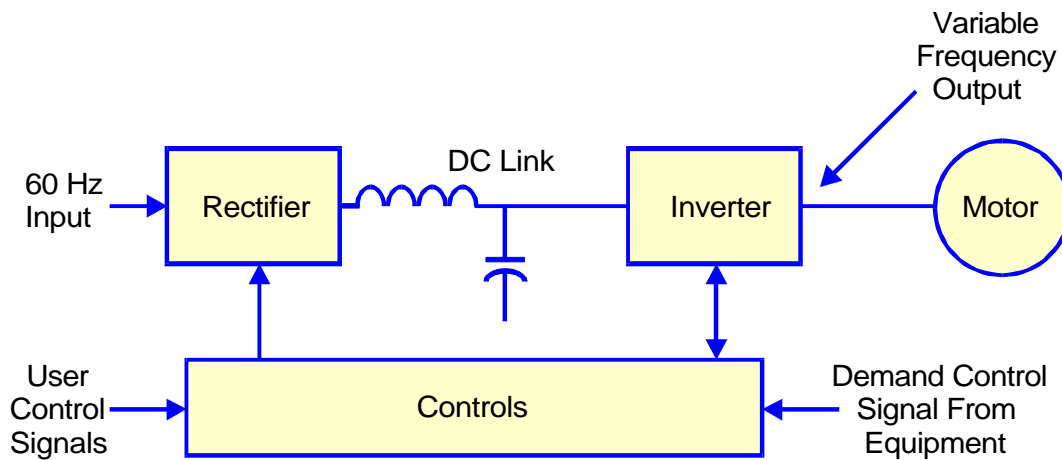 Variable
Frequency
Output
DC Link
60 Hz
Input
Rectifier
Inverter
Motor
User
Control
Signals
Controls
Demand Control
Signal From
Equipment